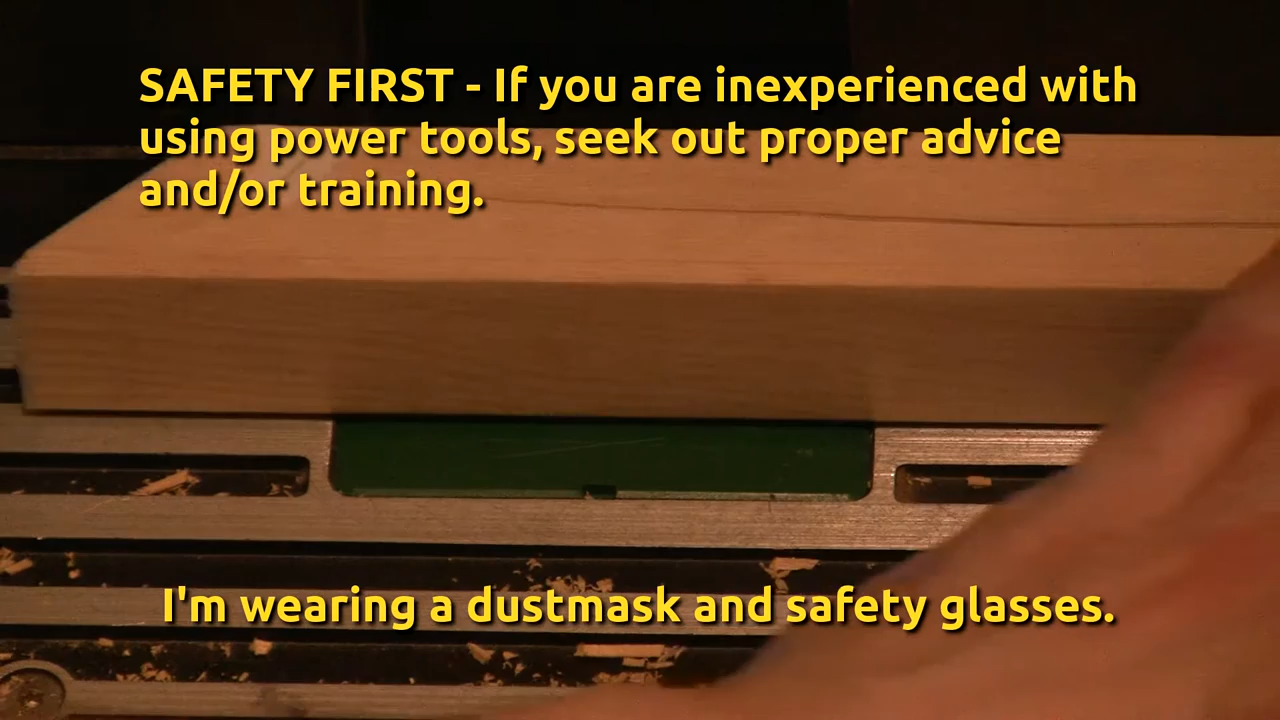 SAFETY FIRST - If you are inexperienced with
using power tools, seek out proper advice
and/or training.
I'm wearing a dustmask and safety glasses.